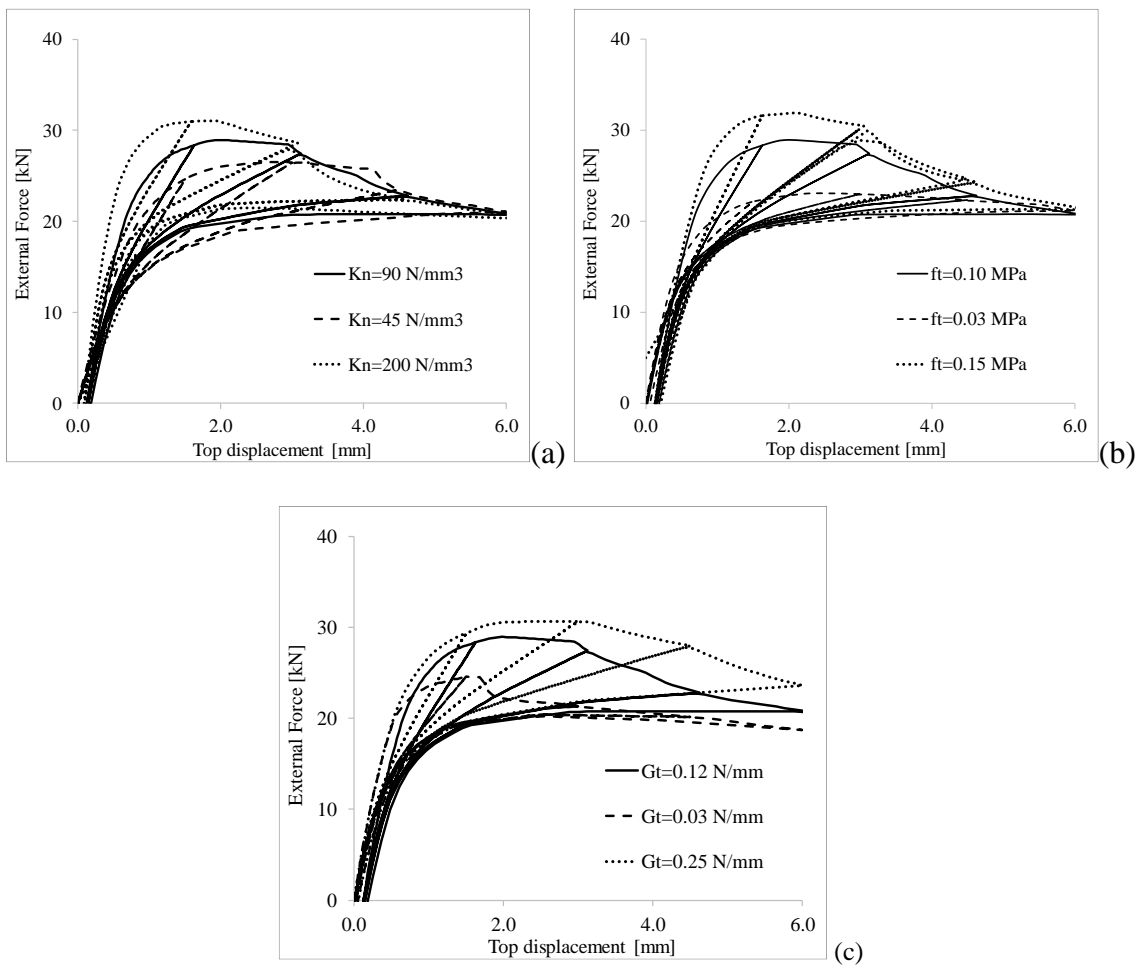 40
30
20
10
0
External Force [kN]
Kn=90 N/mm3
Kn=45 N/mm3
Kn=200 N/mm3
0.0 2.0 4.0 6.0
Top displacement [mm]
(a)
40
30
20
10
0
External Force [kN]
ft=0.10 MPa
ft=0.03 MPa
ft=0.15 MPa
0.0 2.0 4.0 6.0
Top displacement [mm]
(b)
40
30
20
10
0
External Force [kN]
Gt=0.12 N/mm
Gt=0.03 N/mm
Gt=0.25 N/mm
0.0 2.0 4.0 6.0
Top displacement [mm]
(c)